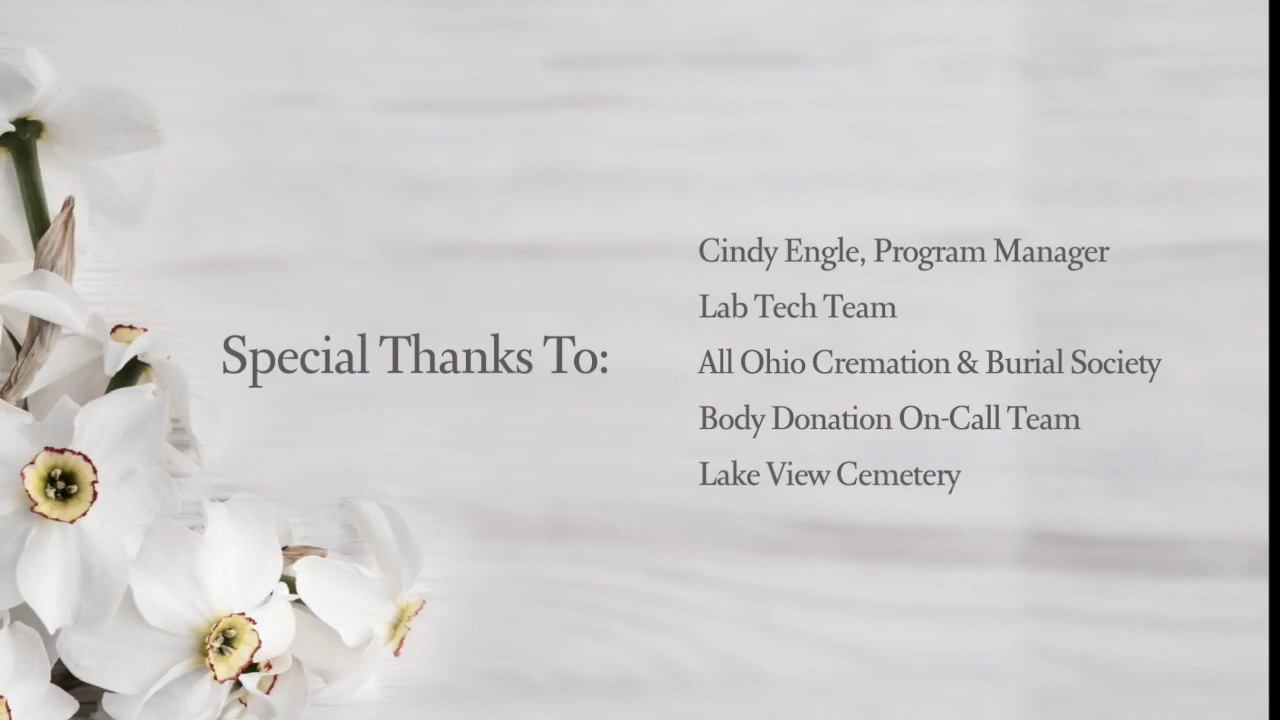 Special Thanks To:
Cindy Engle, Program Manager
Lab Tech Team
All Ohio Cremation & Burial Society
Body Donation On-Call Team
Lake View Cemetery